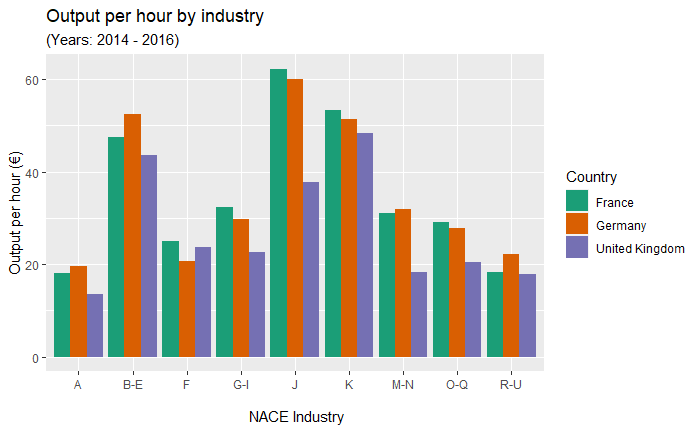 Output per hour by industry
(Years: 2014 - 2016)
Output per hour (€)
60
40
20
0
A B-E F G-I J K M-N O-Q R-U
NACE Industry
Country
France
Germany
United Kingdom